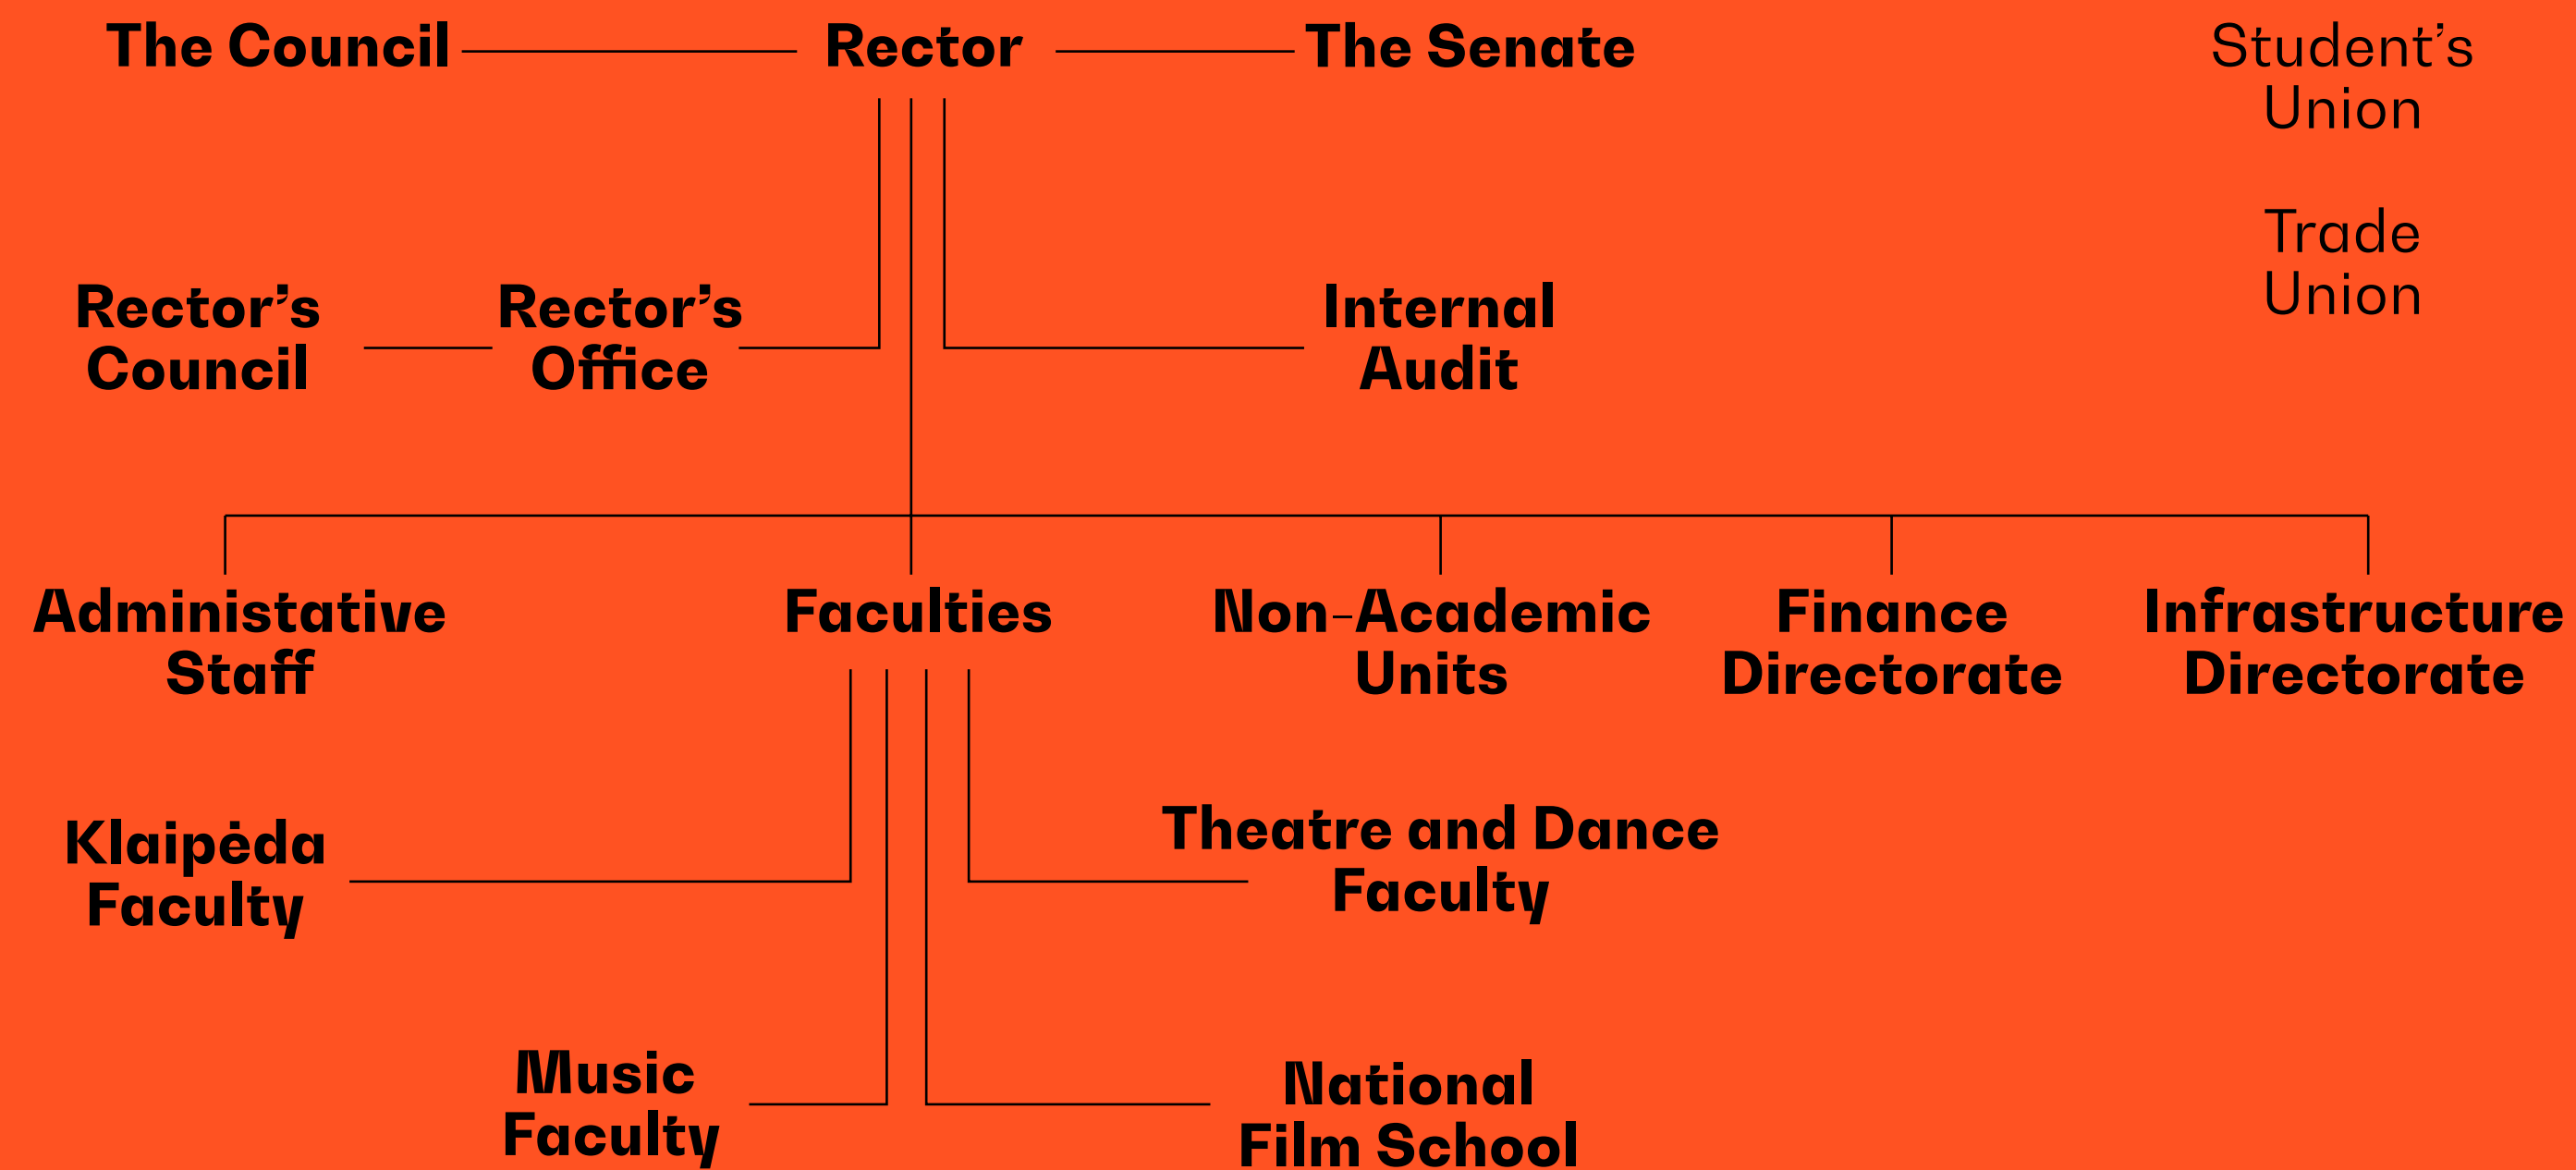 The Council
Rector
The Senate
Student’s
Union
Trade
Union
Rector’s
Council
Rector’s
Office
Internal
Audit
Administative
Staff
Faculties
Non-Academic
Units
Finance
Directorate
Infrastructure
Directorate
Klaipėda
Faculty
Theatre and Dance
Faculty
Music
Faculty
National
Film School